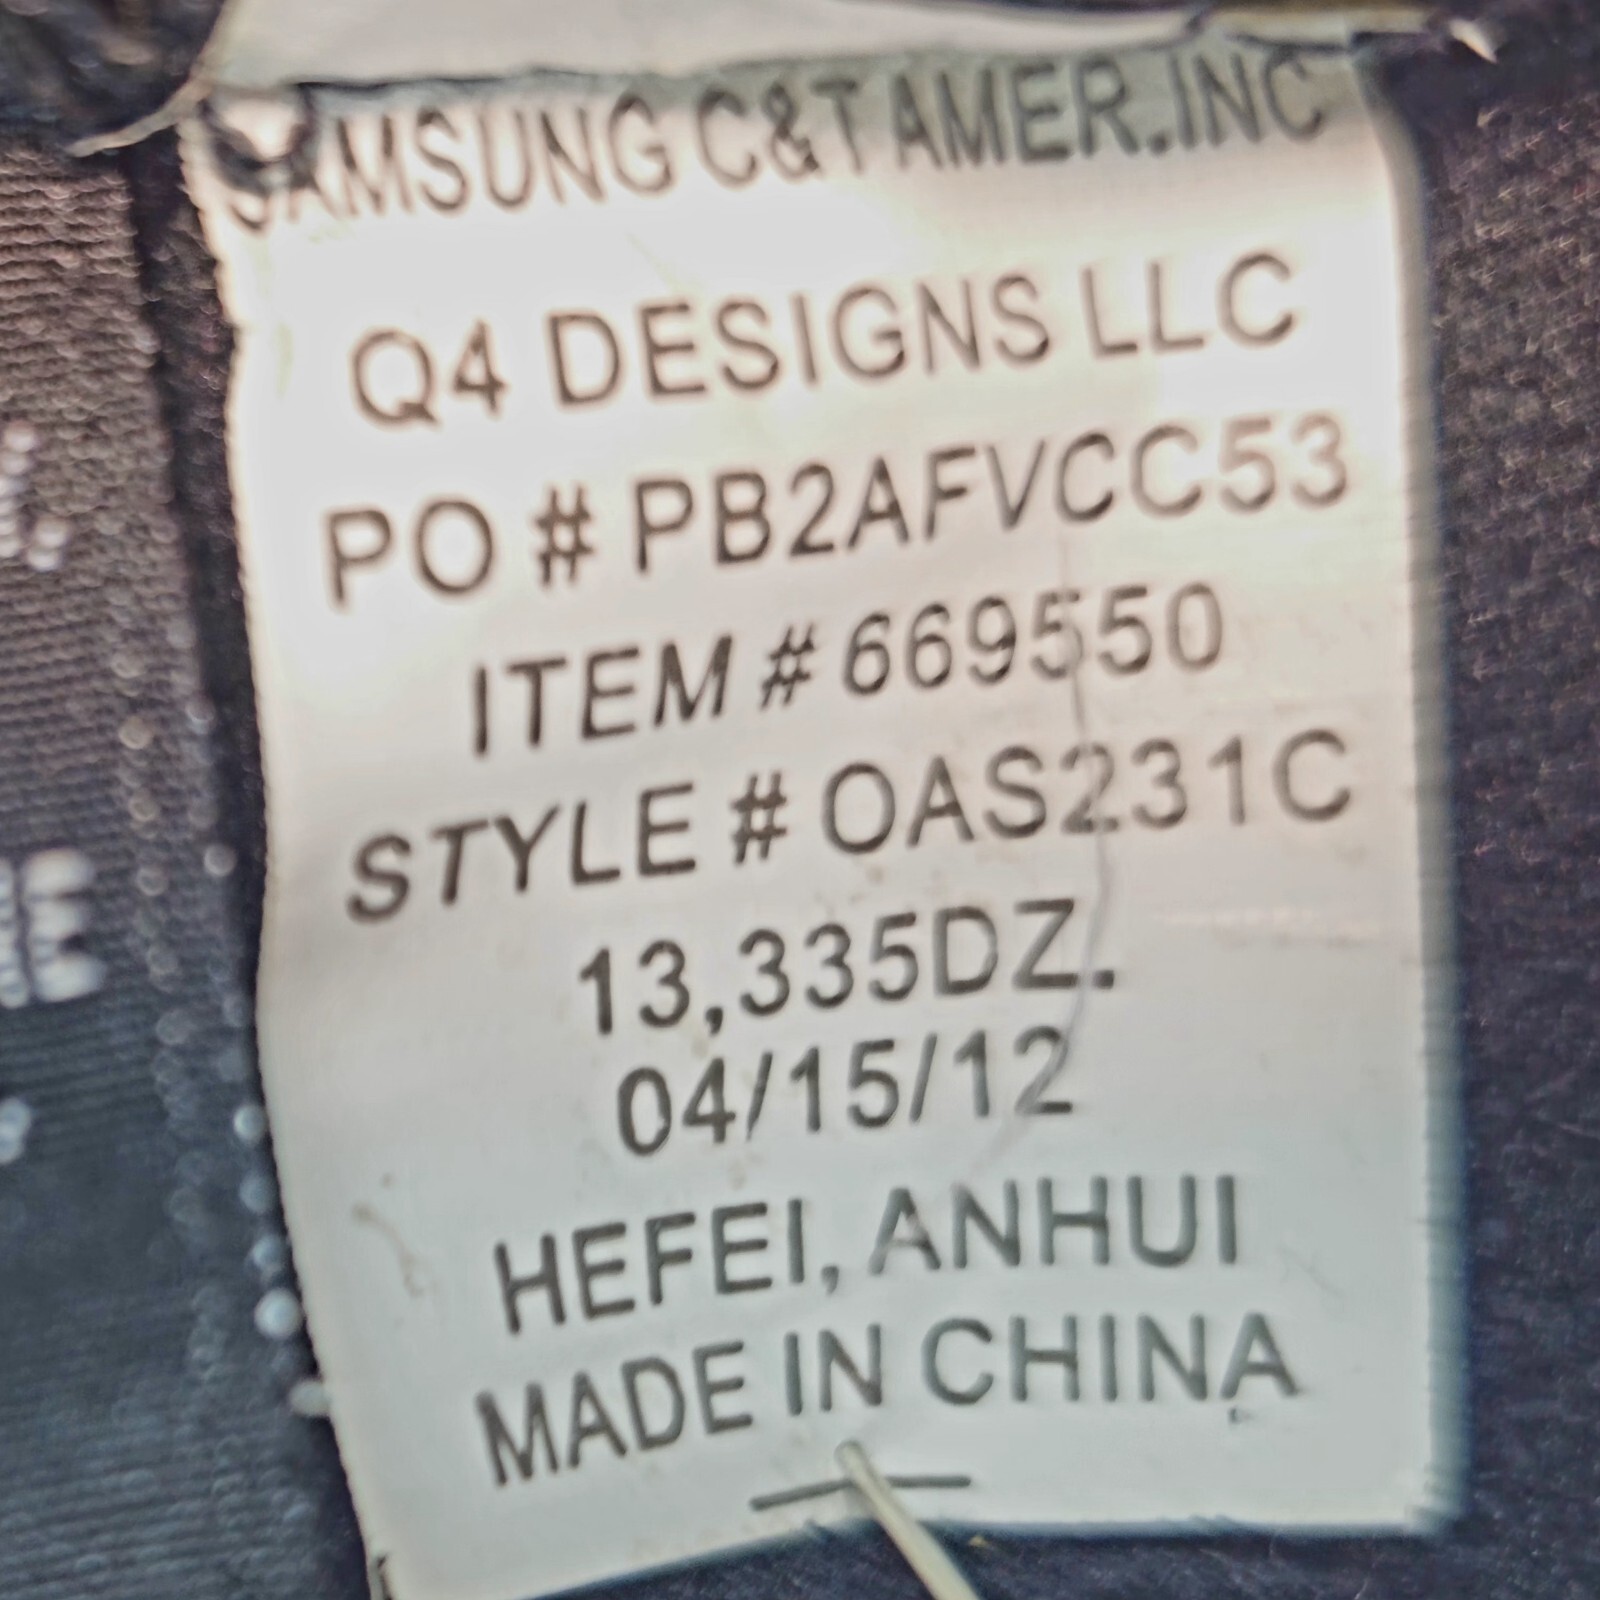 SAMSUNG C&T AMER.INC
Q4 DESIGNS LLC
PO # PB2AFVCC53
ITEM # 669550
STYLE # OAS231C
13,335DZ.
04/15/12
HEFEI, ANHUI
MADE IN CHINA